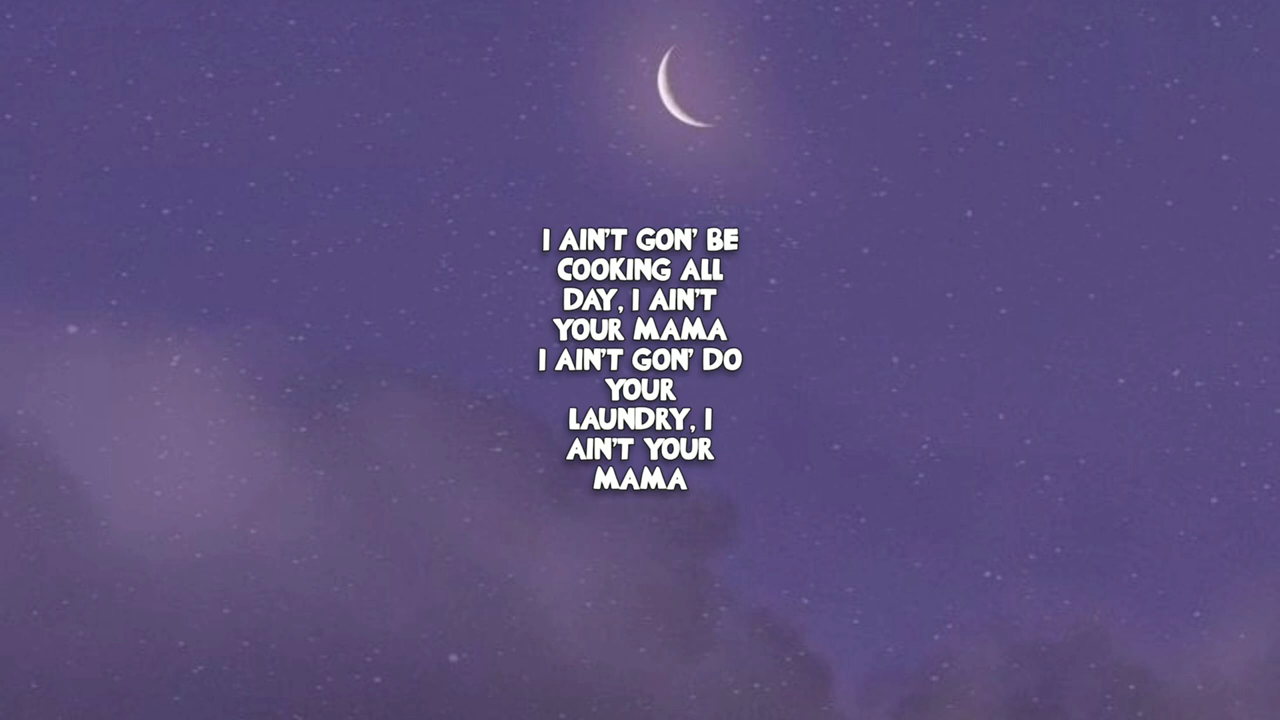 I AIN'T GON' BE
COOKING ALL
DAY, I AIN'T
YOUR MAMA
I AIN'T GON' DO
YOUR
LAUNDRY, I
AIN'T YOUR
MAMA